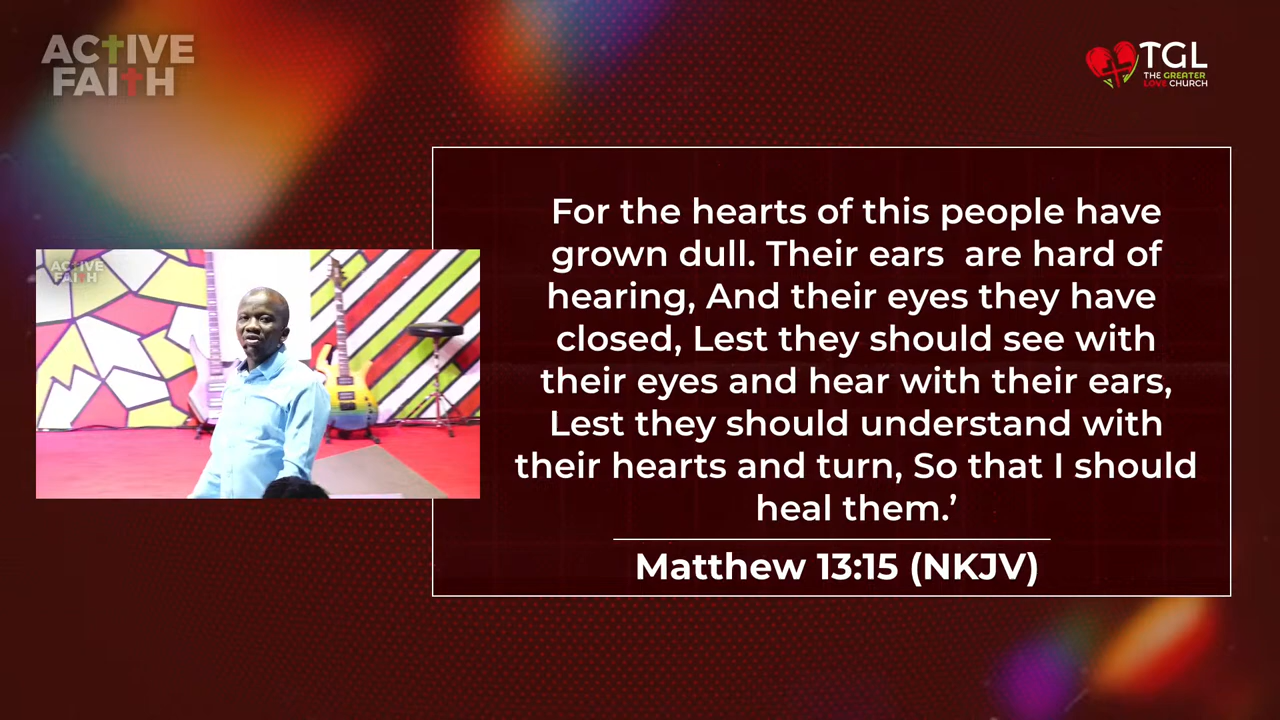 ACTIVE
FAITH
TGL
THE GREATER
LOVE CHURCH
For the hearts of this people have
grown dull. Their ears  are hard of
hearing, And their eyes they have
closed, Lest they should see with
their eyes and hear with their ears,
Lest they should understand with
their hearts and turn, So that I should
heal them.’
Matthew 13:15 (NKJV)
ACTIVE
FAITH